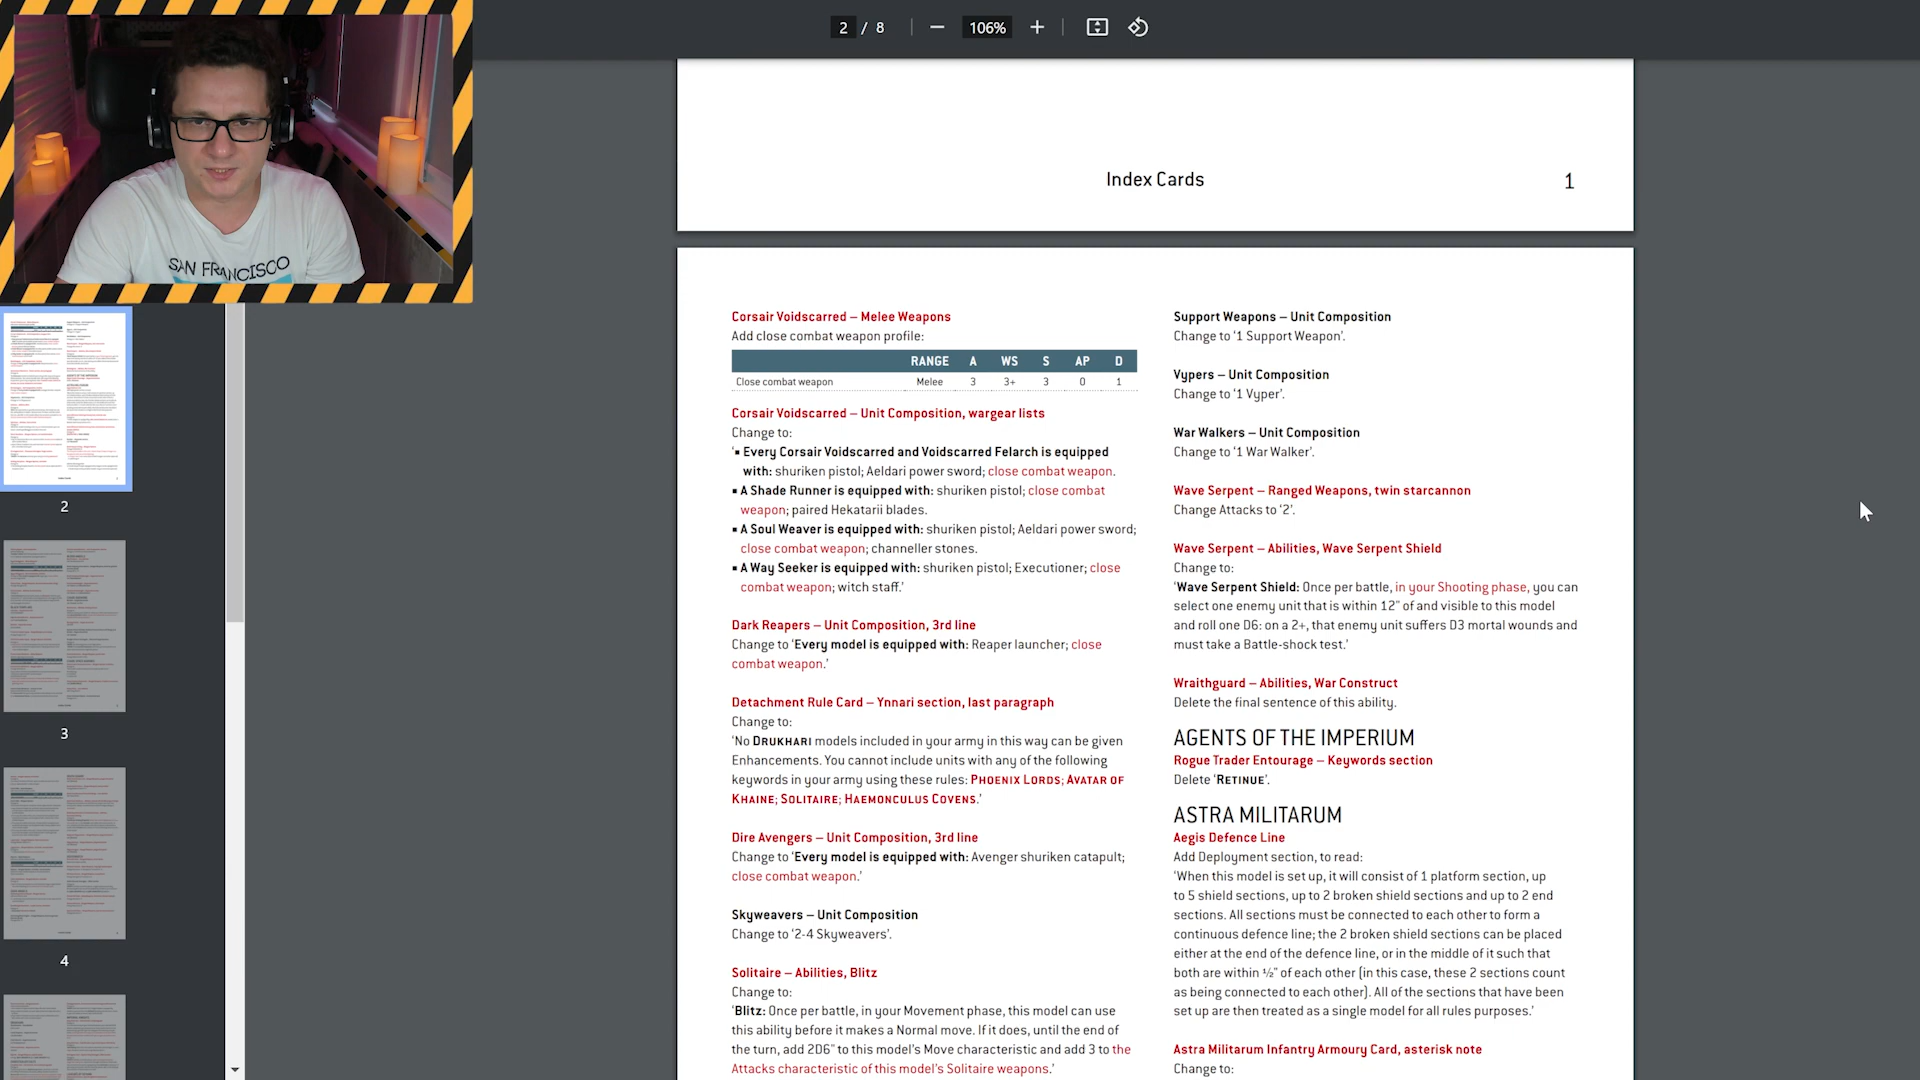 2 / 8
106%
SAN FRANCISCO
2
3
4
Index Cards
1
Corsair Voidscarred – Melee Weapons
Add close combat weapon profile:
RANGE A WS S AP D
Close combat weapon Melee 3 3+ 3 0 1
Corsair Voidscarred – Unit Composition, wargear lists
Change to:
‘▪ Every Corsair Voidscarred and Voidscarred Felarch is equipped
with: shuriken pistol; Aeldari power sword; close combat weapon.
▪ A Shade Runner is equipped with: shuriken pistol; close combat
weapon; paired Hekatarii blades.
▪ A Soul Weaver is equipped with: shuriken pistol; Aeldari power sword;
close combat weapon; channeller stones.
▪ A Way Seeker is equipped with: shuriken pistol; Executioner; close
combat weapon; witch staff.’
Dark Reapers – Unit Composition, 3rd line
Change to ‘Every model is equipped with: Reaper launcher; close
combat weapon.’
Detachment Rule Card – Ynnari section, last paragraph
Change to:
‘No DRUKHARI models included in your army in this way can be given
Enhancements. You cannot include units with any of the following
keywords in your army using these rules: PHOENIX LORDS; AVATAR OF
KHAINE; SOLITAIRE; HAEMONCULUS COVENS.’
Dire Avengers – Unit Composition, 3rd line
Change to ‘Every model is equipped with: Avenger shuriken catapult;
close combat weapon.’
Skyweavers – Unit Composition
Change to ‘2-4 Skyweavers’.
Solitaire – Abilities, Blitz
Change to:
‘Blitz: Once per battle, in your Movement phase, this model can use
this ability before it makes a Normal move. If it does, until the end of
the turn, add 2D6" to this model’s Move characteristic and add 3 to the
Attacks characteristic of this model’s Solitaire weapons.’
Support Weapons – Unit Composition
Change to ‘1 Support Weapon’.
Vypers – Unit Composition
Change to ‘1 Vyper’.
War Walkers – Unit Composition
Change to ‘1 War Walker’.
Wave Serpent – Ranged Weapons, twin starcannon
Change Attacks to ‘2’.
Wave Serpent – Abilities, Wave Serpent Shield
Change to:
‘Wave Serpent Shield: Once per battle, in your Shooting phase, you can
select one enemy unit that is within 12" of and visible to this model
and roll one D6: on a 2+, that enemy unit suffers D3 mortal wounds and
must take a Battle-shock test.’
Wraithguard – Abilities, War Construct
Delete the final sentence of this ability.
AGENTS OF THE IMPERIUM
Rogue Trader Entourage – Keywords section
Delete ‘RETINUE’.
ASTRA MILITARUM
Aegis Defence Line
Add Deployment section, to read:
‘When this model is set up, it will consist of 1 platform section, up
to 5 shield sections, up to 2 broken shield sections and up to 2 end
sections. All sections must be connected to each other to form a
continuous defence line; the 2 broken shield sections can be placed
either at the end of the defence line, or in the middle of it such that
both are within ½" of each other (in this case, these 2 sections count
as being connected to each other). All of the sections that have been
set up are then treated as a single model for all rules purposes.’
Astra Militarum Infantry Armoury Card, asterisk note
Change to: